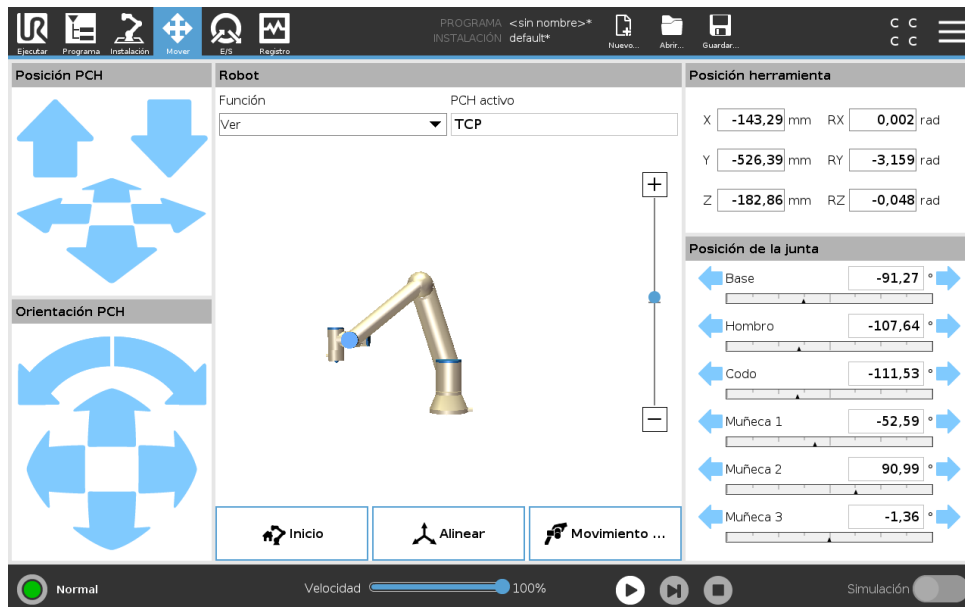 PROGRAMA <sin nombre>*
INSTALACIÓN default*
Ejecutar Programa Instalación Mover E/S Registro Nuevo... Abrir... Guardar...
C C
C C
Posición PCH
Robot
Posición herramienta
Función PCH activo
Ver TCP
X -143,29 mm RX 0,002 rad
Y -526,39 mm RY -3,159 rad
Z -182,86 mm RZ -0,048 rad
Posición de la junta
Base -91,27 °
Hombro -107,64 °
Codo -111,53 °
Muñeca 1 -52,59 °
Muñeca 2 90,99 °
Muñeca 3 -1,36 °
Orientación PCH
Inicio Alinear Movimiento ...
Normal Velocidad 100% Simulación